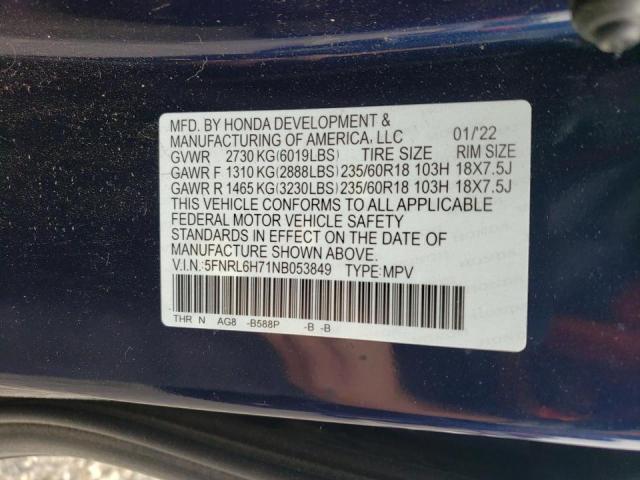 MFD. BY HONDA DEVELOPMENT &
MANUFACTURING OF AMERICA, LLC 01/'22
GVWR 2730 KG(6019LBS) TIRE SIZE RIM SIZE
GAWR F 1310 KG(2888LBS) 235/60R18 103H 18X7.5J
GAWR R 1465 KG(3230LBS) 235/60R18 103H 18X7.5J
THIS VEHICLE CONFORMS TO ALL APPLICABLE
FEDERAL MOTOR VEHICLE SAFETY
STANDARDS IN EFFECT ON THE DATE OF
MANUFACTURE SHOWN ABOVE.
V.I.N.:5FNRL6H71NB053849 TYPE:MPV
THR N AG8 -B588P -B -B